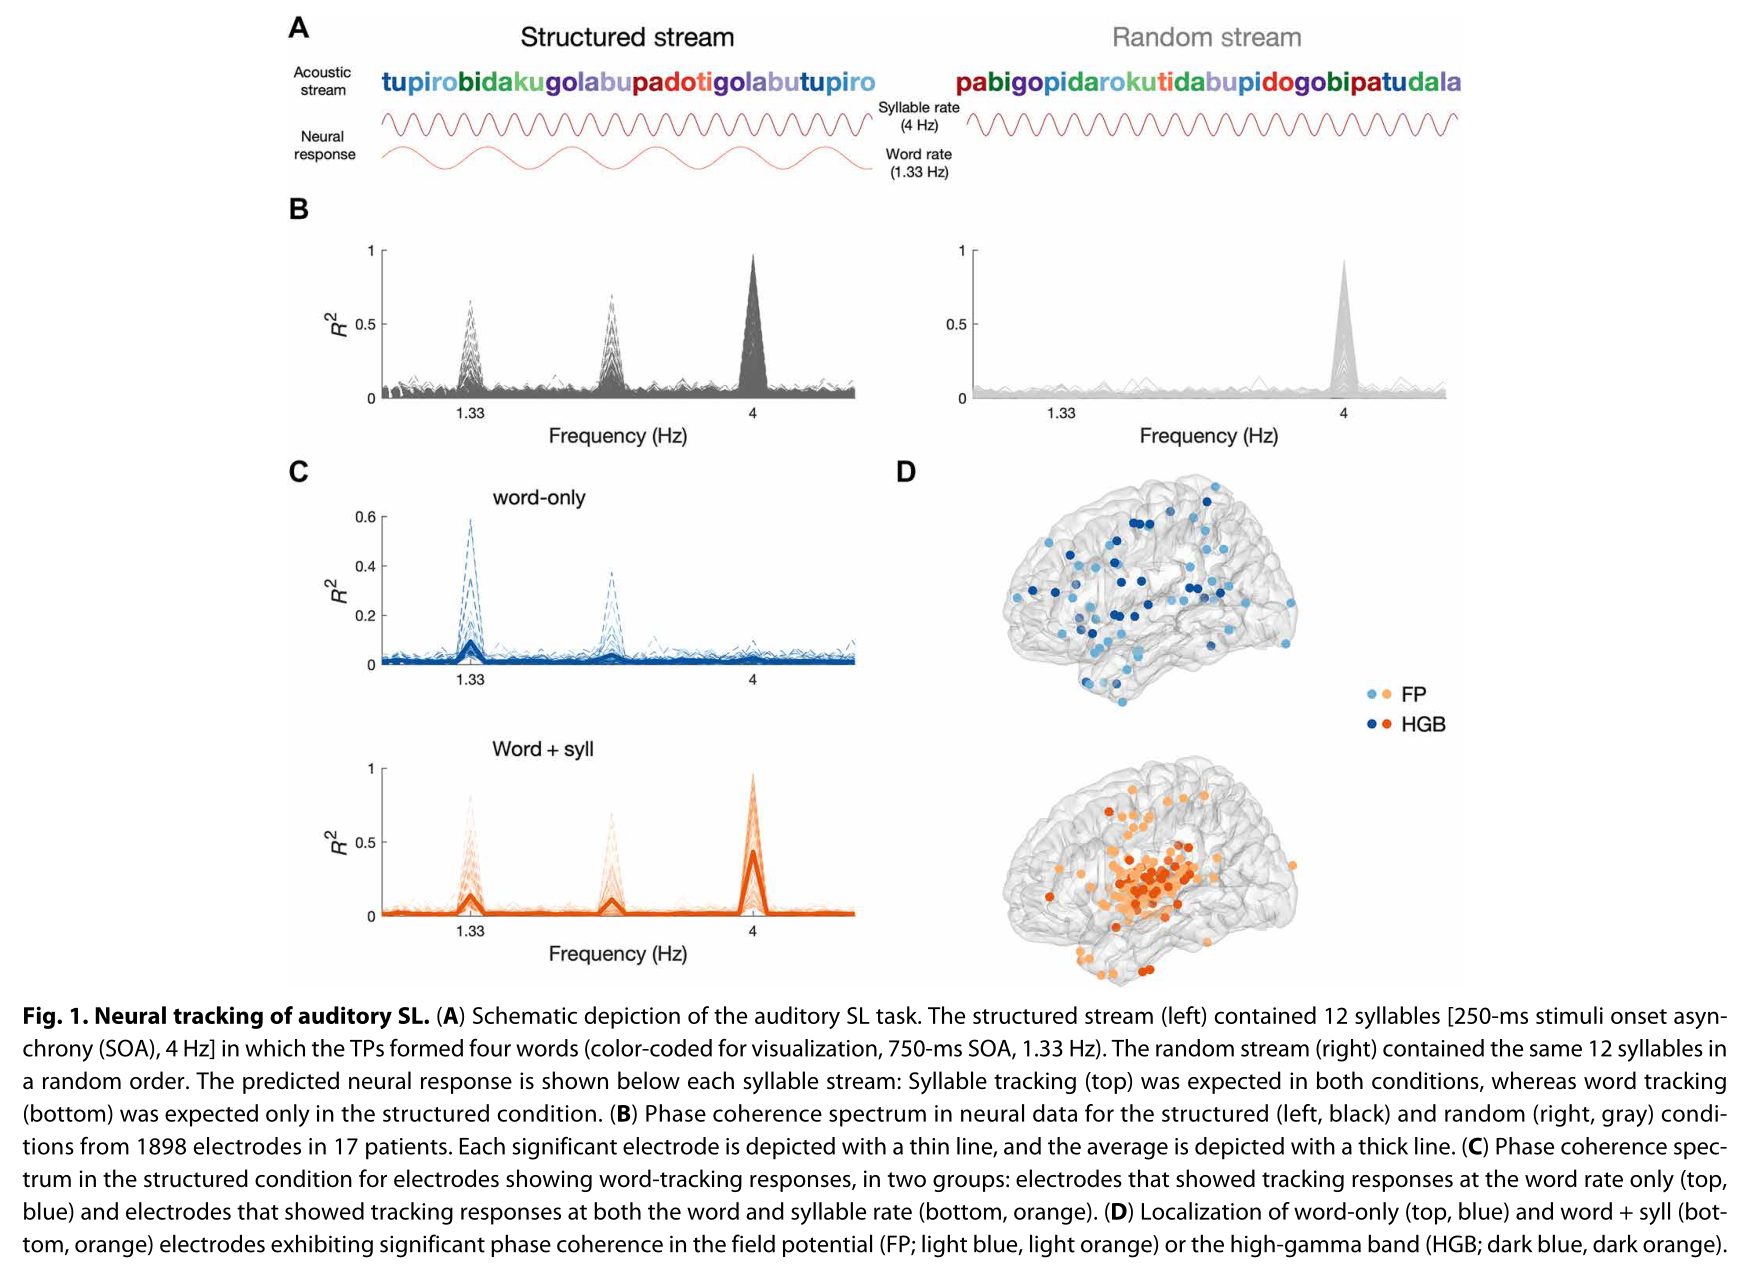 A
Structured stream
Random stream
Acoustic
stream
tupirobidakugolabupadotigolabutupiro
pabigopidarokutidabupidogobipatudala
Syllable rate
(4 Hz)
Neural
response
Word rate
(1.33 Hz)
B
1
0.5
0
R²
1.33
4
Frequency (Hz)
1
0.5
0
1.33
4
Frequency (Hz)
C
word-only
0.6
0.4
0.2
0
R²
1.33
4
Word + syll
1
0.5
0
R²
1.33
4
Frequency (Hz)
D
FP
HGB
Fig. 1. Neural tracking of auditory SL. (A) Schematic depiction of the auditory SL task. The structured stream (left) contained 12 syllables [250-ms stimuli onset asyn-
chrony (SOA), 4 Hz] in which the TPs formed four words (color-coded for visualization, 750-ms SOA, 1.33 Hz). The random stream (right) contained the same 12 syllables in
a random order. The predicted neural response is shown below each syllable stream: Syllable tracking (top) was expected in both conditions, whereas word tracking
(bottom) was expected only in the structured condition. (B) Phase coherence spectrum in neural data for the structured (left, black) and random (right, gray) condi-
tions from 1898 electrodes in 17 patients. Each significant electrode is depicted with a thin line, and the average is depicted with a thick line. (C) Phase coherence spec-
trum in the structured condition for electrodes showing word-tracking responses, in two groups: electrodes that showed tracking responses at the word rate only (top,
blue) and electrodes that showed tracking responses at both the word and syllable rate (bottom, orange). (D) Localization of word-only (top, blue) and word + syll (bot-
tom, orange) electrodes exhibiting significant phase coherence in the field potential (FP; light blue, light orange) or the high-gamma band (HGB; dark blue, dark orange).